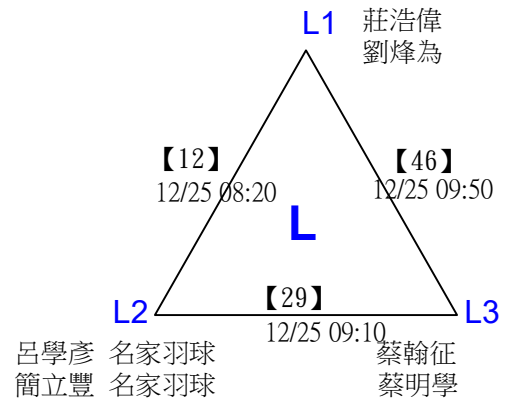 L1 莊浩偉
劉烽為
【12】
12/25 08:20
【46】
12/25 09:50
L
L2
【29】
12/25 09:10
L3
呂學彥 名家羽球
簡立豐 名家羽球
蔡翰征
蔡明學